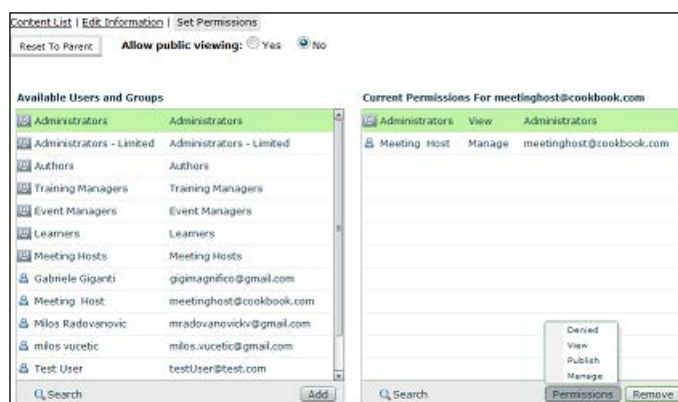 Content List | Edit Information | Set Permissions
Reset To Parent Allow public viewing: Yes No
Available Users and Groups
Administrators Administrators
Administrators - Limited Administrators - Limited
Authors Authors
Training Managers Training Managers
Event Managers Event Managers
Learners Learners
Meeting Hosts Meeting Hosts
Gabriele Giganti gigimagnifico@gmail.com
Meeting Host meetinghost@cookbook.com
Milos Radovanovic mradovanovickv@gmail.com
milos vucetic milos.vucetic@gmail.com
Test User testUser@test.com
Search Add
Current Permissions For meetinghost@cookbook.com
Administrators View Administrators
Meeting Host Manage meetinghost@cookbook.com
Denied
View
Publish
Manage
Search Permissions Remove